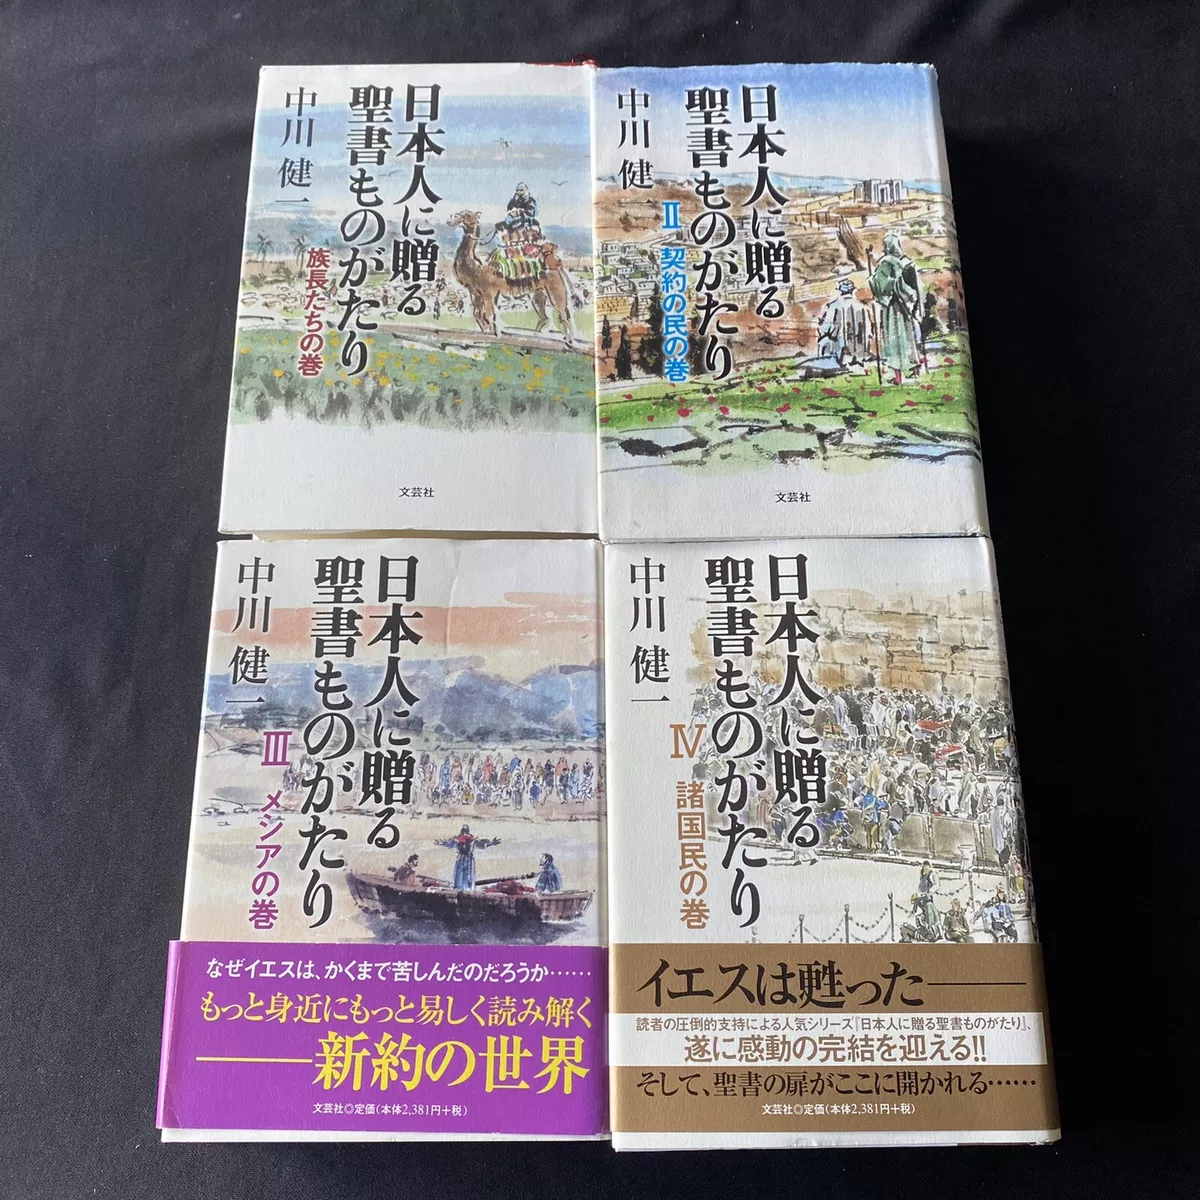 日本人に贈る
聖書ものがたり
族長たちの巻
中川健一
文芸社
日本人に贈る
聖書ものがたり
Ⅱ 契約の民の巻
中川健一
文芸社
日本人に贈る
聖書ものがたり
Ⅲ メシアの巻
中川健一
なぜイエスは、かくまで苦しんだのだろうか……
もっと身近にもっと易しく読み解く
――新約の世界
文芸社◎定価(本体2,381円+税)
日本人に贈る
聖書ものがたり
Ⅳ 諸国民の巻
中川健一
イエスは甦った――
読者の圧倒的支持による人気シリーズ『日本人に贈る聖書ものがたり』、
遂に感動の完結を迎える!!
そして、聖書の扉がここに開かれる……
文芸社◎定価(本体2,381円+税)